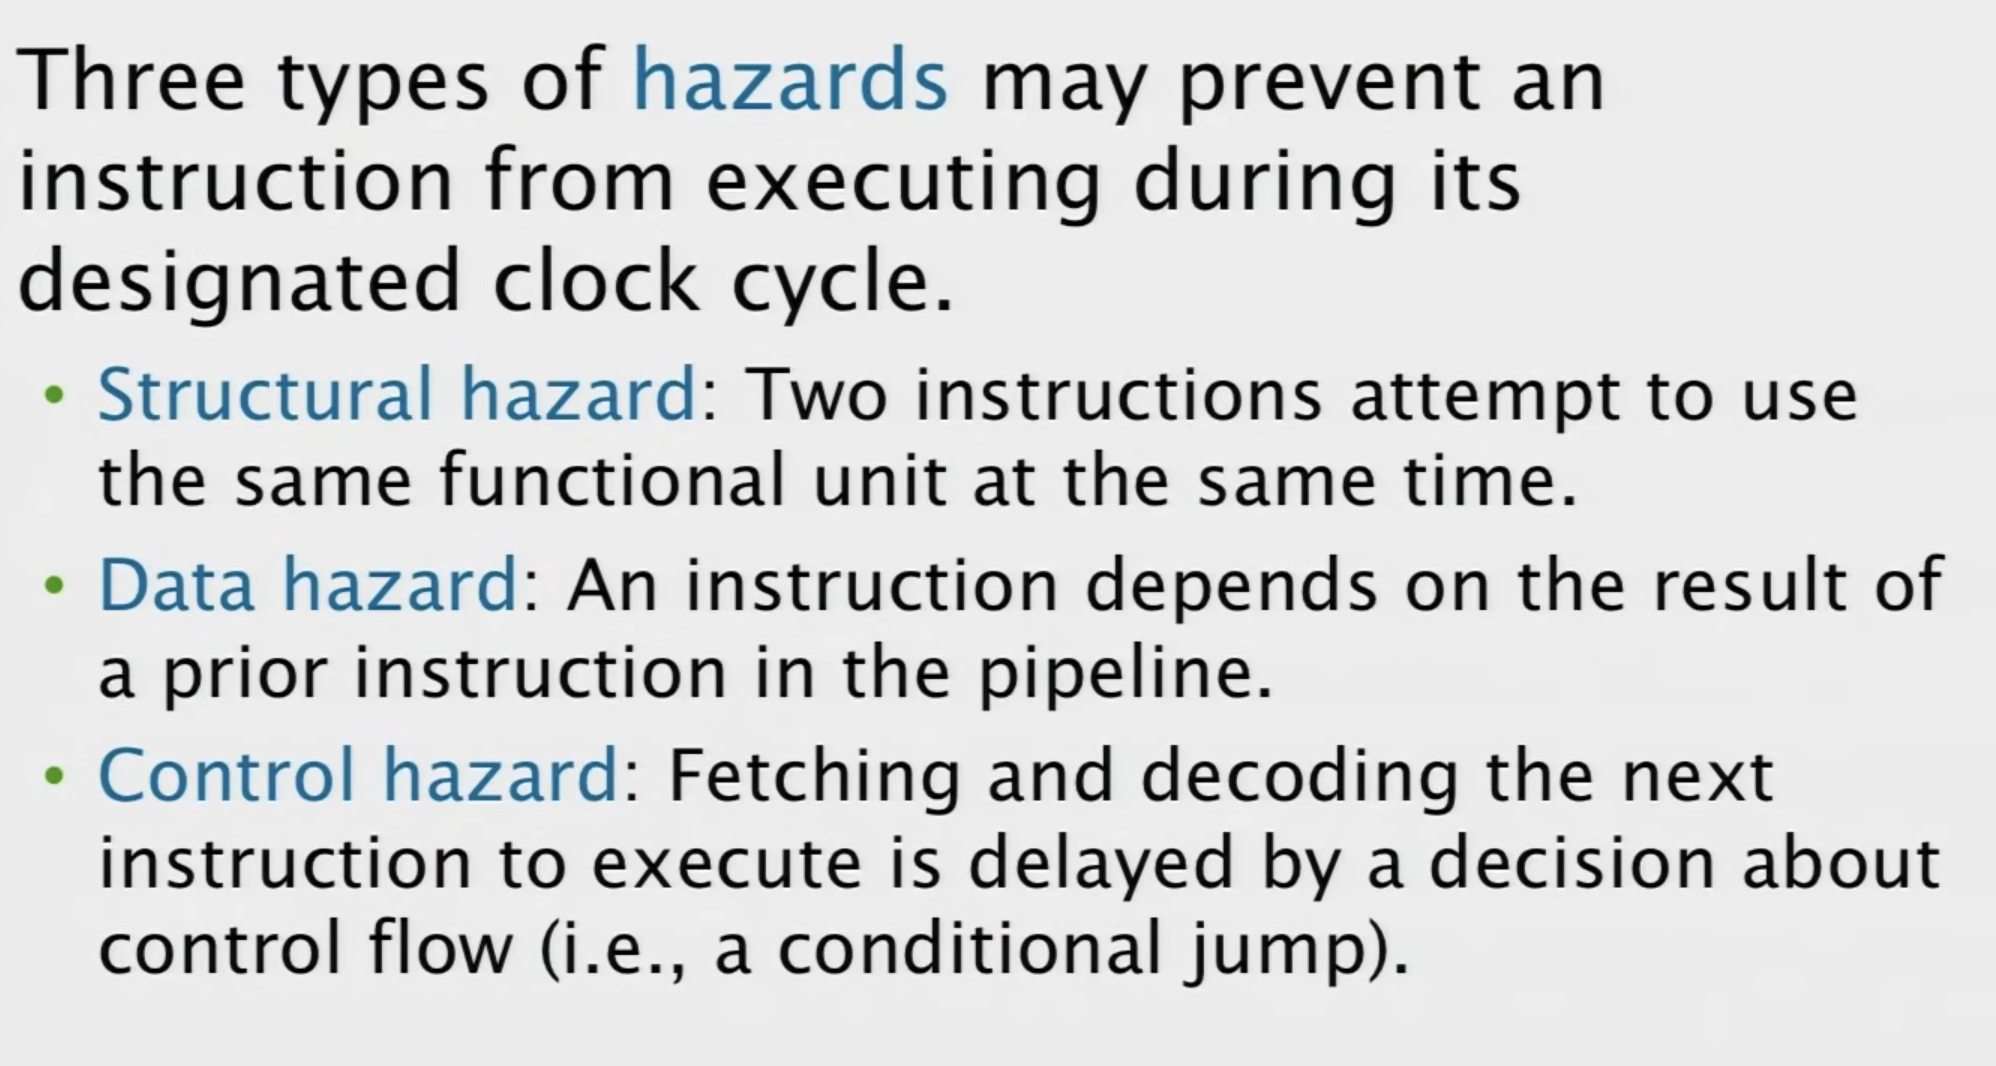 Three types of hazards may prevent an
instruction from executing during its
designated clock cycle.
• Structural hazard: Two instructions attempt to use
the same functional unit at the same time.
• Data hazard: An instruction depends on the result of
a prior instruction in the pipeline.
• Control hazard: Fetching and decoding the next
instruction to execute is delayed by a decision about
control flow (i.e., a conditional jump).